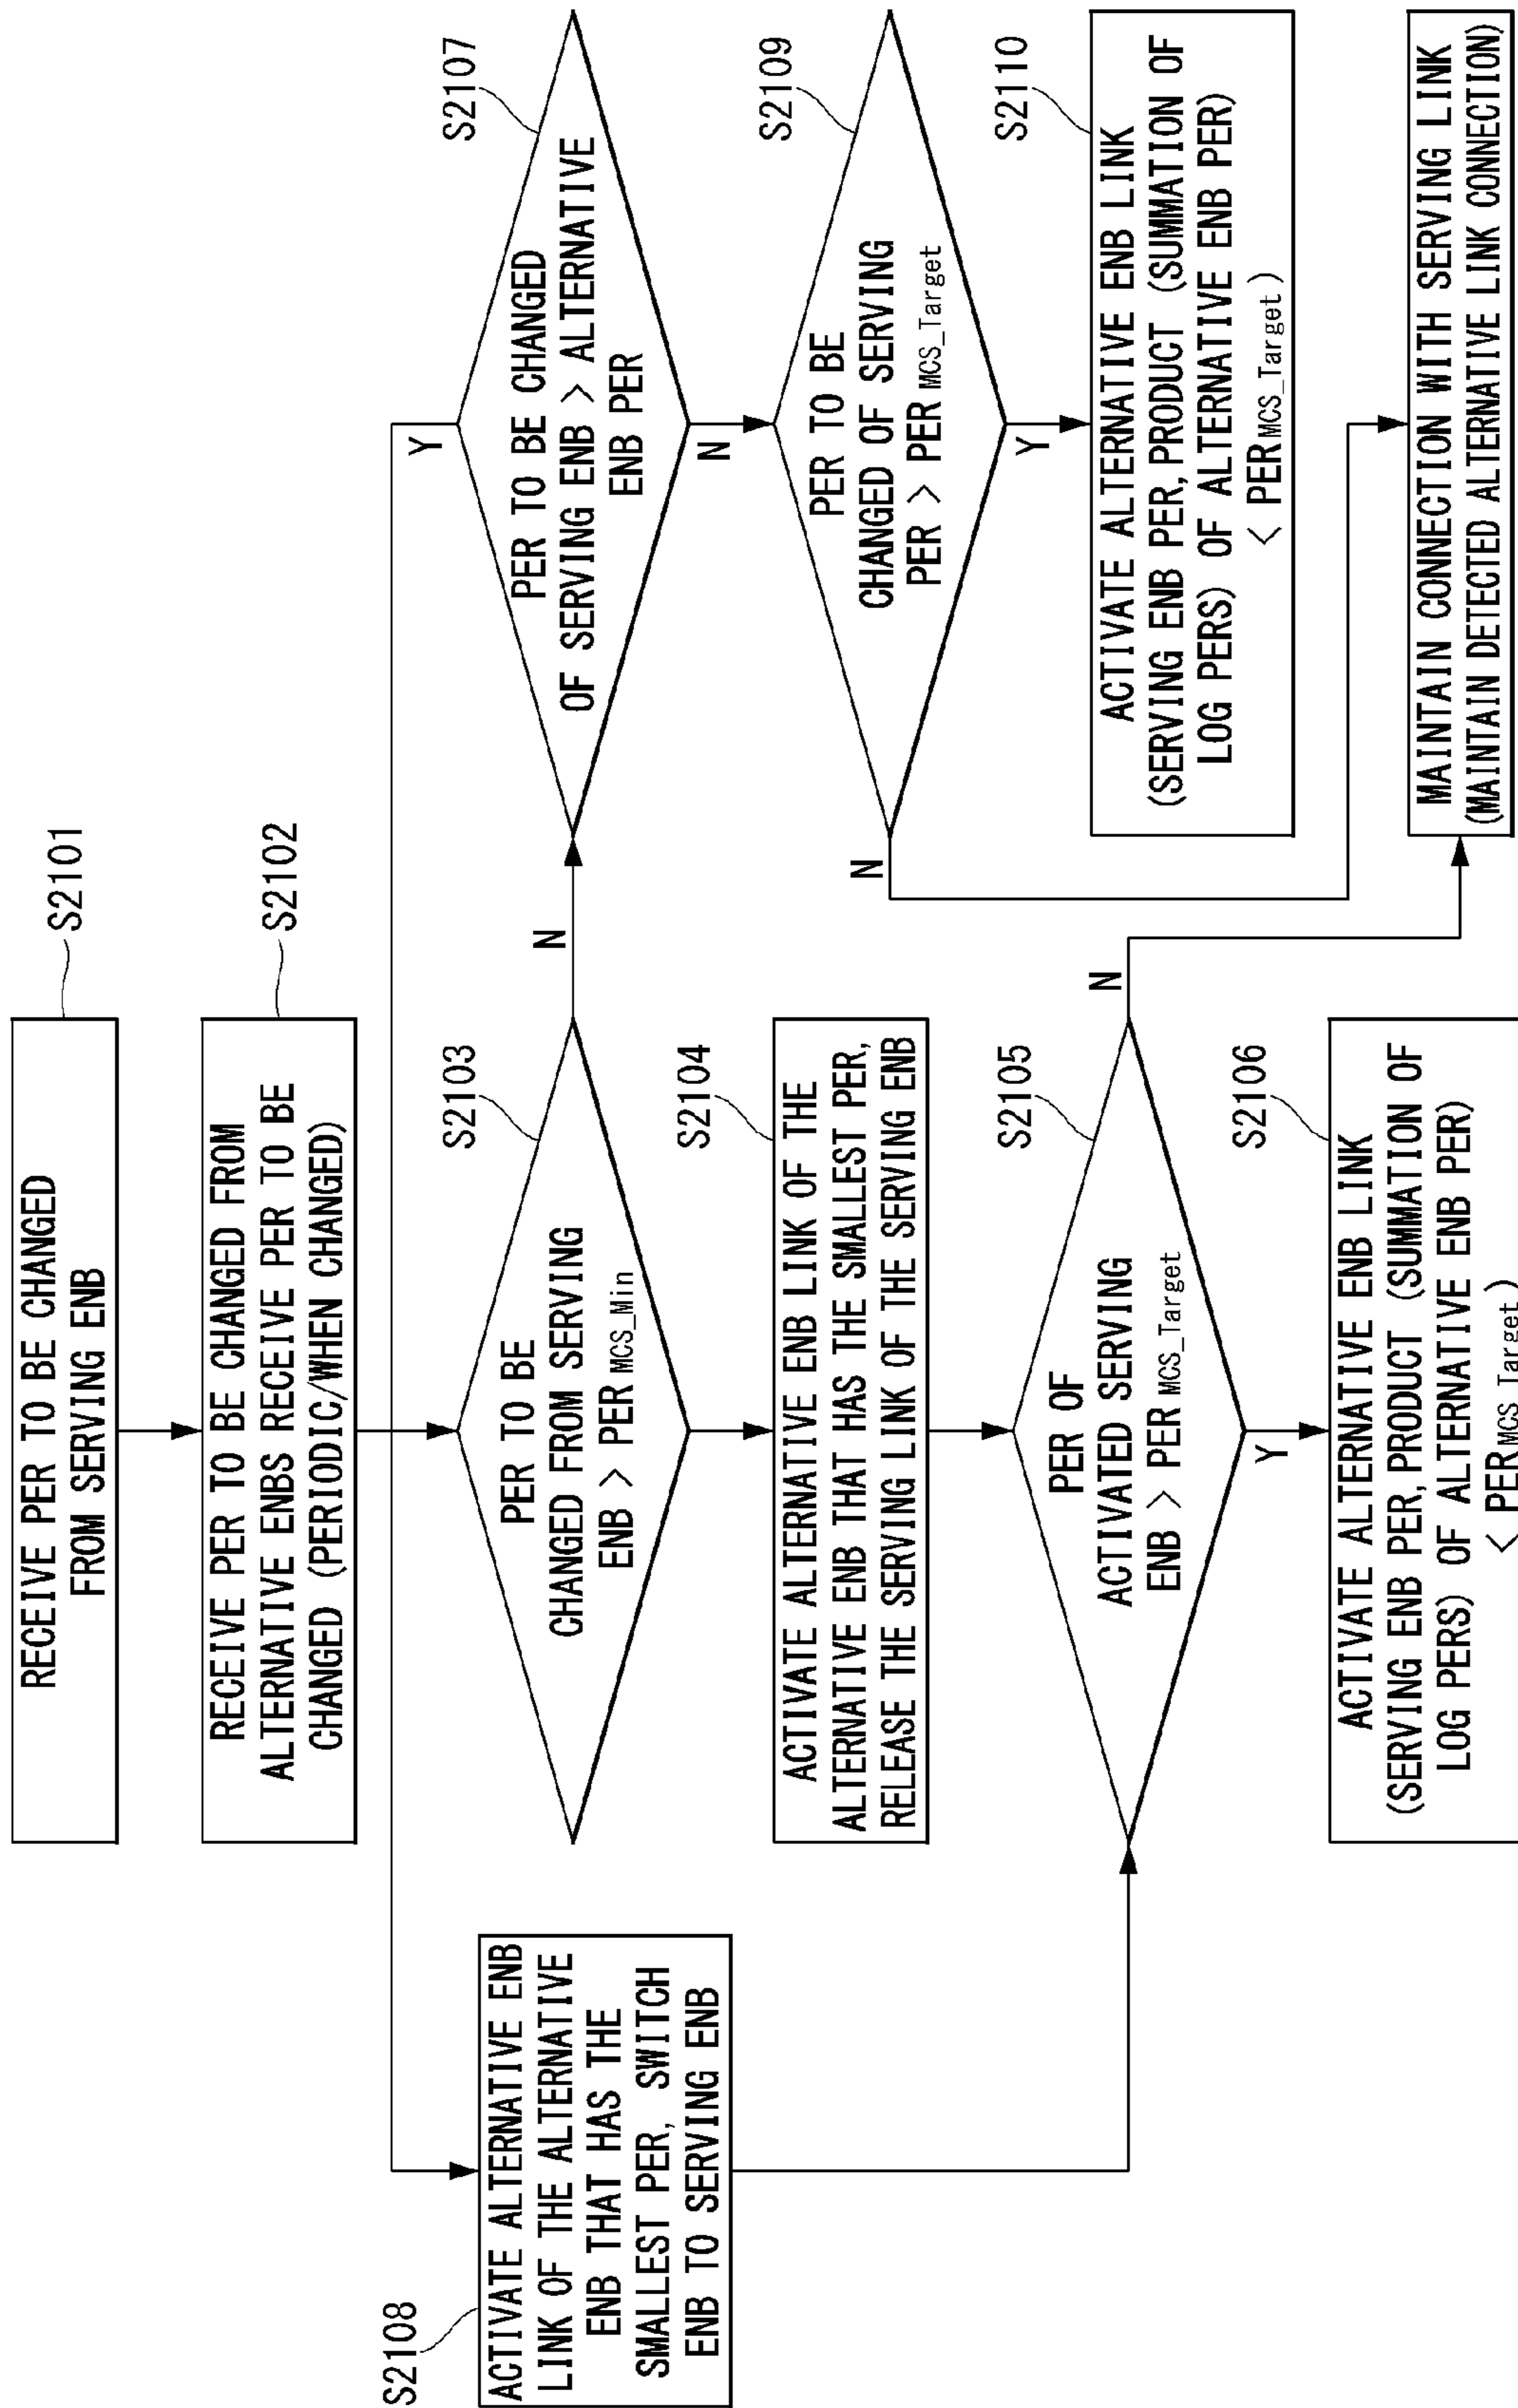 RECEIVE PER TO BE CHANGED
FROM SERVING ENB
S2101
RECEIVE PER TO BE CHANGED FROM
ALTERNATIVE ENBS RECEIVE PER TO BE
CHANGED (PERIODIC/WHEN CHANGED)
S2102
PER TO BE
CHANGED FROM SERVING
ENB > PER MCS_Min
S2103
N
ACTIVATE ALTERNATIVE ENB LINK OF THE
ALTERNATIVE ENB THAT HAS THE SMALLEST PER,
RELEASE THE SERVING LINK OF THE SERVING ENB
S2104
PER OF
ACTIVATED SERVING
ENB > PER MCS_Target
S2105
N
Y
ACTIVATE ALTERNATIVE ENB LINK
(SERVING ENB PER, PRODUCT (SUMMATION OF
LOG PERS) OF ALTERNATIVE ENB PER)
< PER MCS_Target )
S2106
PER TO BE CHANGED
OF SERVING ENB > ALTERNATIVE
ENB PER
S2107
Y
N
S2108
ACTIVATE ALTERNATIVE ENB
LINK OF THE ALTERNATIVE
ENB THAT HAS THE
SMALLEST PER, SWITCH
ENB TO SERVING ENB
PER TO BE
CHANGED OF SERVING
PER > PER MCS_Target
S2109
N
Y
ACTIVATE ALTERNATIVE ENB LINK
(SERVING ENB PER, PRODUCT (SUMMATION OF
LOG PERS) OF ALTERNATIVE ENB PER)
< PER MCS_Target )
S2110
MAINTAIN CONNECTION WITH SERVING LINK
(MAINTAIN DETECTED ALTERNATIVE LINK CONNECTION)